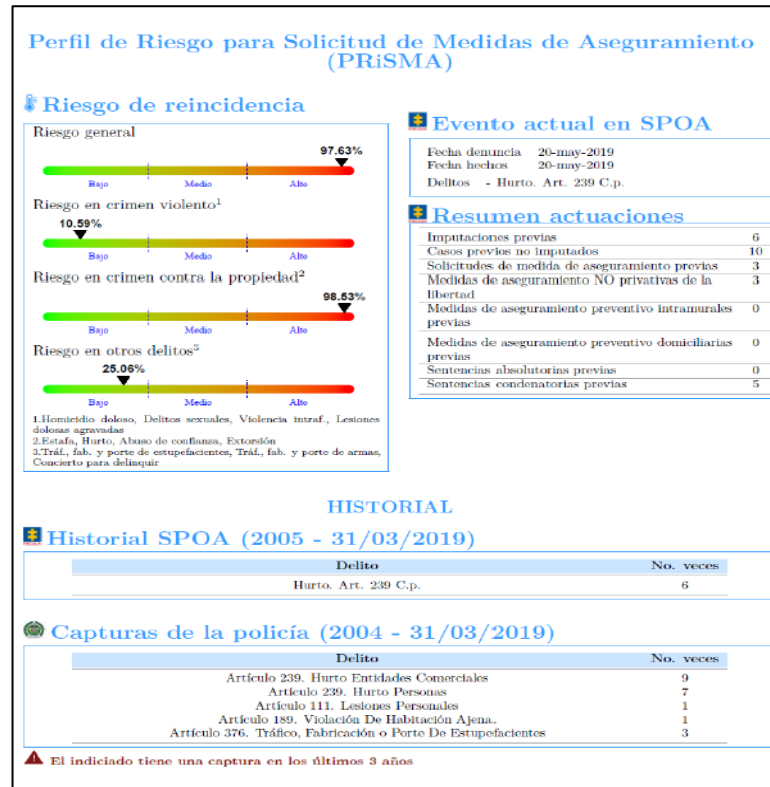 Perfil de Riesgo para Solicitud de Medidas de Aseguramiento
(PRiSMA)
Riesgo de reincidencia
Riesgo general
97.63%
Bajo Medio Alto
Riesgo en crimen violento1
10.59%
Bajo Medio Alto
Riesgo en crimen contra la propiedad2
98.53%
Bajo Medio Alto
Riesgo en otros delitos3
25.06%
Bajo Medio Alto
1.Homicidio doloso, Delitos sexuales, Violencia intraf., Lesiones
dolosas agravadas
2.Estafa, Hurto, Abuso de confianza, Extorsión
3.Tráf., fab. y porte de estupefacientes, Tráf., fab. y porte de armas,
Concierto para delinquir
Evento actual en SPOA
Fecha denuncia 20-may-2019
Fecha hechos 20-may-2019
Delitos - Hurto. Art. 239 C.p.
Resumen actuaciones
Imputaciones previas 6
Casos previos no imputados 10
Solicitudes de medida de aseguramiento previas 3
Medidas de aseguramiento NO privativas de la 3
libertad
Medidas de aseguramiento preventivo intramurales 0
previas
Medidas de aseguramiento preventivo domiciliarias 0
previas
Sentencias absolutorias previas 0
Sentencias condenatorias previas 5
HISTORIAL
Historial SPOA (2005 - 31/03/2019)
Delito No. veces
Hurto. Art. 239 C.p. 6
Capturas de la policía (2004 - 31/03/2019)
Delito No. veces
Artículo 239. Hurto Entidades Comerciales 9
Artículo 239. Hurto Personas 7
Artículo 111. Lesiones Personales 1
Artículo 189. Violación De Habitación Ajena.. 1
Artículo 376. Tráfico, Fabricación o Porte De Estupefacientes 3
El indiciado tiene una captura en los últimos 3 años